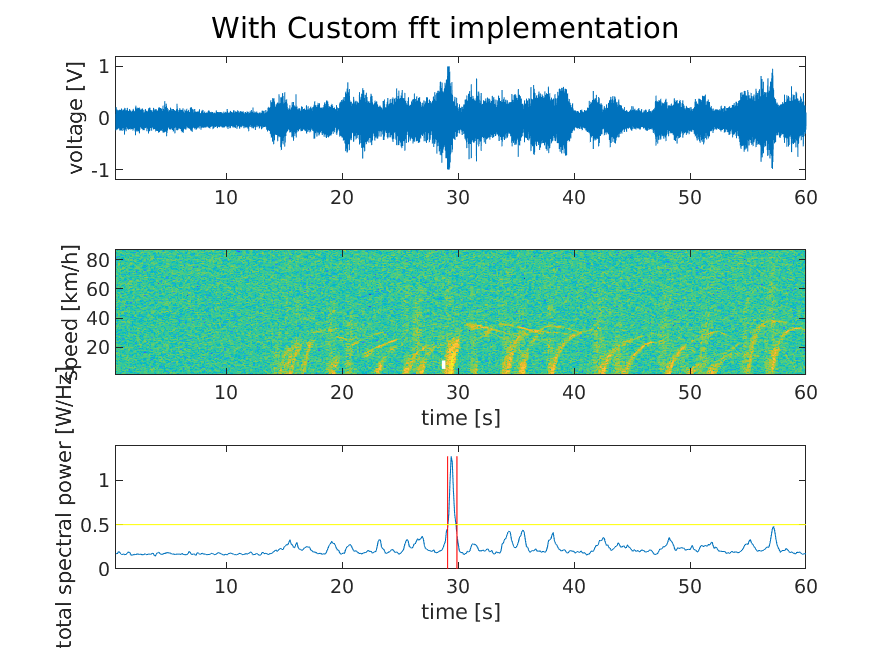 With Custom fft implementation
voltage [V]
1
0
-1
10 20 30 40 50 60
speed [km/h]
80
60
40
20
10 20 30 40 50 60
time [s]
total spectral power [W/Hz]
1
0.5
0
10 20 30 40 50 60
time [s]